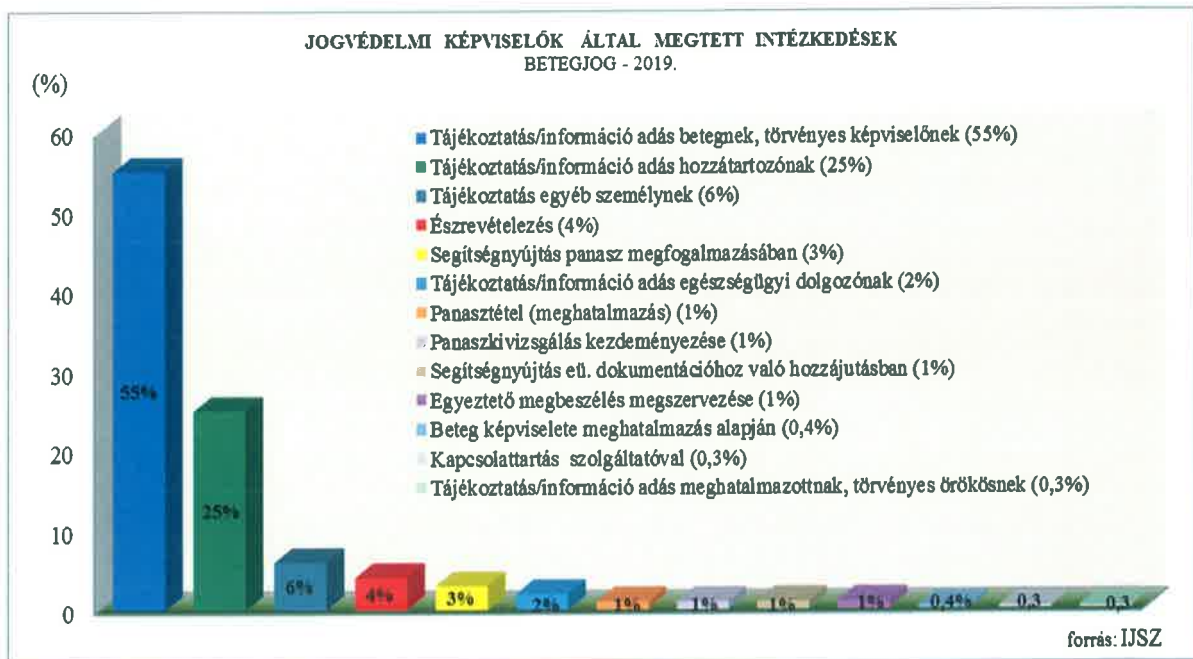 JOGVÉDELMI KÉPVISELŐK ÁLTAL MEGTETT INTÉZKEDÉSEK
BETEGJOG - 2019.
(%)
60
50
40
30
20
10
0
Tájékoztatás/információ adás betegnek, törvényes képviselőnek (55%)
Tájékoztatás/információ adás hozzátartozónak (25%)
Tájékoztatás egyéb személynek (6%)
Észrevételezés (4%)
Segítségnyújtás panasz megfogalmazásában (3%)
Tájékoztatás/információ adás egészségügyi dolgozónak (2%)
Panasztétel (meghatalmazás) (1%)
Panaszkivizsgálás kezdeményezése (1%)
Segítségnyújtás eü. dokumentációhoz való hozzájutásban (1%)
Egyeztető megbeszélés megszervezése (1%)
Beteg képviselete meghatalmazás alapján (0,4%)
Kapcsolattartás szolgáltatóval (0,3%)
Tájékoztatás/információ adás meghatalmazottnak, törvényes örökösnek (0,3%)
55%
25%
6%
4%
3%
2%
1%
1%
1%
1%
0,4%
0,3
0,3
forrás: IJSZ